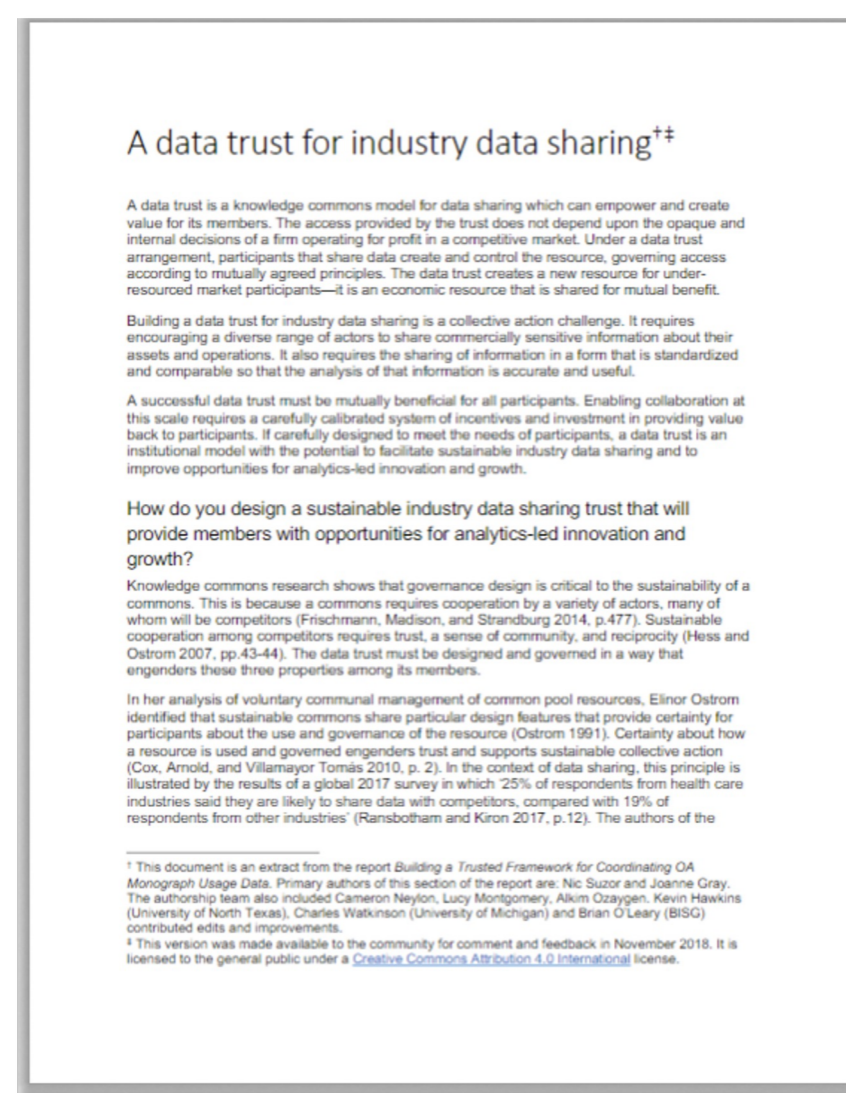 A data trust for industry data sharing†‡
A data trust is a knowledge commons model for data sharing which can empower and create
value for its members. The access provided by the trust does not depend upon the opaque and
internal decisions of a firm operating for profit in a competitive market. Under a data trust
arrangement, participants that share data create and control the resource, governing access
according to mutually agreed principles. The data trust creates a new resource for under-
resourced market participants—it is an economic resource that is shared for mutual benefit.
Building a data trust for industry data sharing is a collective action challenge. It requires
encouraging a diverse range of actors to share commercially sensitive information about their
assets and operations. It also requires the sharing of information in a form that is standardized
and comparable so that the analysis of that information is accurate and useful.
A successful data trust must be mutually beneficial for all participants. Enabling collaboration at
this scale requires a carefully calibrated system of incentives and investment in providing value
back to participants. If carefully designed to meet the needs of participants, a data trust is an
institutional model with the potential to facilitate sustainable industry data sharing and to
improve opportunities for analytics-led innovation and growth.
How do you design a sustainable industry data sharing trust that will
provide members with opportunities for analytics-led innovation and
growth?
Knowledge commons research shows that governance design is critical to the sustainability of a
commons. This is because a commons requires cooperation by a variety of actors, many of
whom will be competitors (Frischmann, Madison, and Strandburg 2014, p.477). Sustainable
cooperation among competitors requires trust, a sense of community, and reciprocity (Hess and
Ostrom 2007, pp.43-44). The data trust must be designed and governed in a way that
engenders these three properties among its members.
In her analysis of voluntary communal management of common pool resources, Elinor Ostrom
identified that sustainable commons share particular design features that provide certainty for
participants about the use and governance of the resource (Ostrom 1991). Certainty about how
a resource is used and governed engenders trust and supports sustainable collective action
(Cox, Arnold, and Villamayor Tomás 2010, p. 2). In the context of data sharing, this principle is
illustrated by the results of a global 2017 survey in which ‘25% of respondents from health care
industries said they are likely to share data with competitors, compared with 19% of
respondents from other industries’ (Ransbotham and Kiron 2017, p.12). The authors of the
† This document is an extract from the report Building a Trusted Framework for Coordinating OA
Monograph Usage Data. Primary authors of this section of the report are: Nic Suzor and Joanne Gray.
The authorship team also included Cameron Neylon, Lucy Montgomery, Alkim Ozaygen. Kevin Hawkins
(University of North Texas), Charles Watkinson (University of Michigan) and Brian O’Leary (BISG)
contributed edits and improvements.
‡ This version was made available to the community for comment and feedback in November 2018. It is
licensed to the general public under a Creative Commons Attribution 4.0 International license.